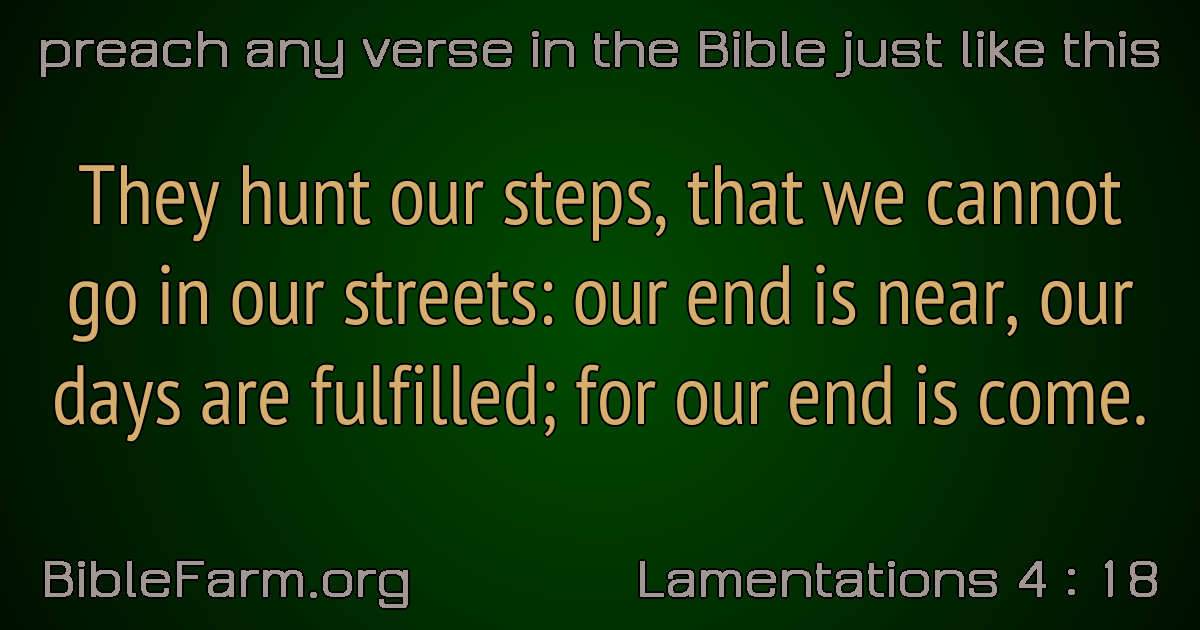 preach any verse in the Bible just like this
They hunt our steps, that we cannot
go in our streets: our end is near, our
days are fulfilled; for our end is come.
BibleFarm.org
Lamentations 4 : 18